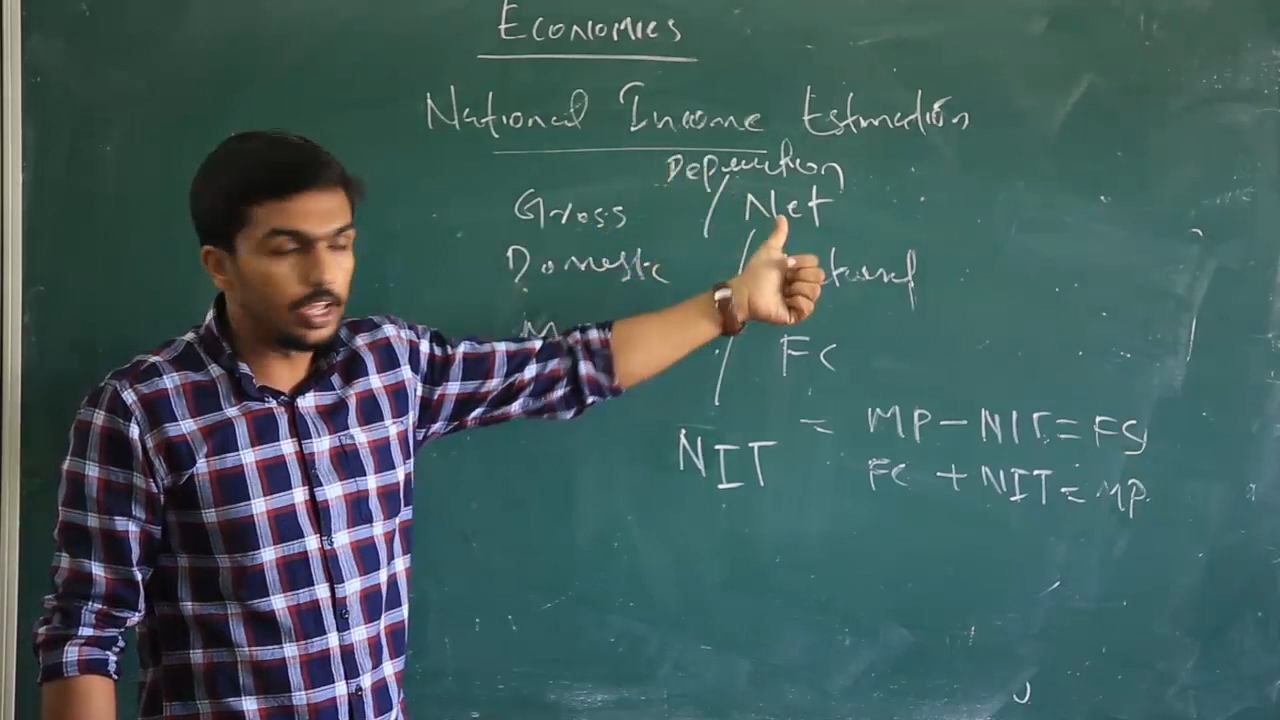 Economics
National Income Estimation
Depreciation
Gross / Net
Domestic /
/ FC
NIT = MP - NIT = FC
FC + NIT = MP